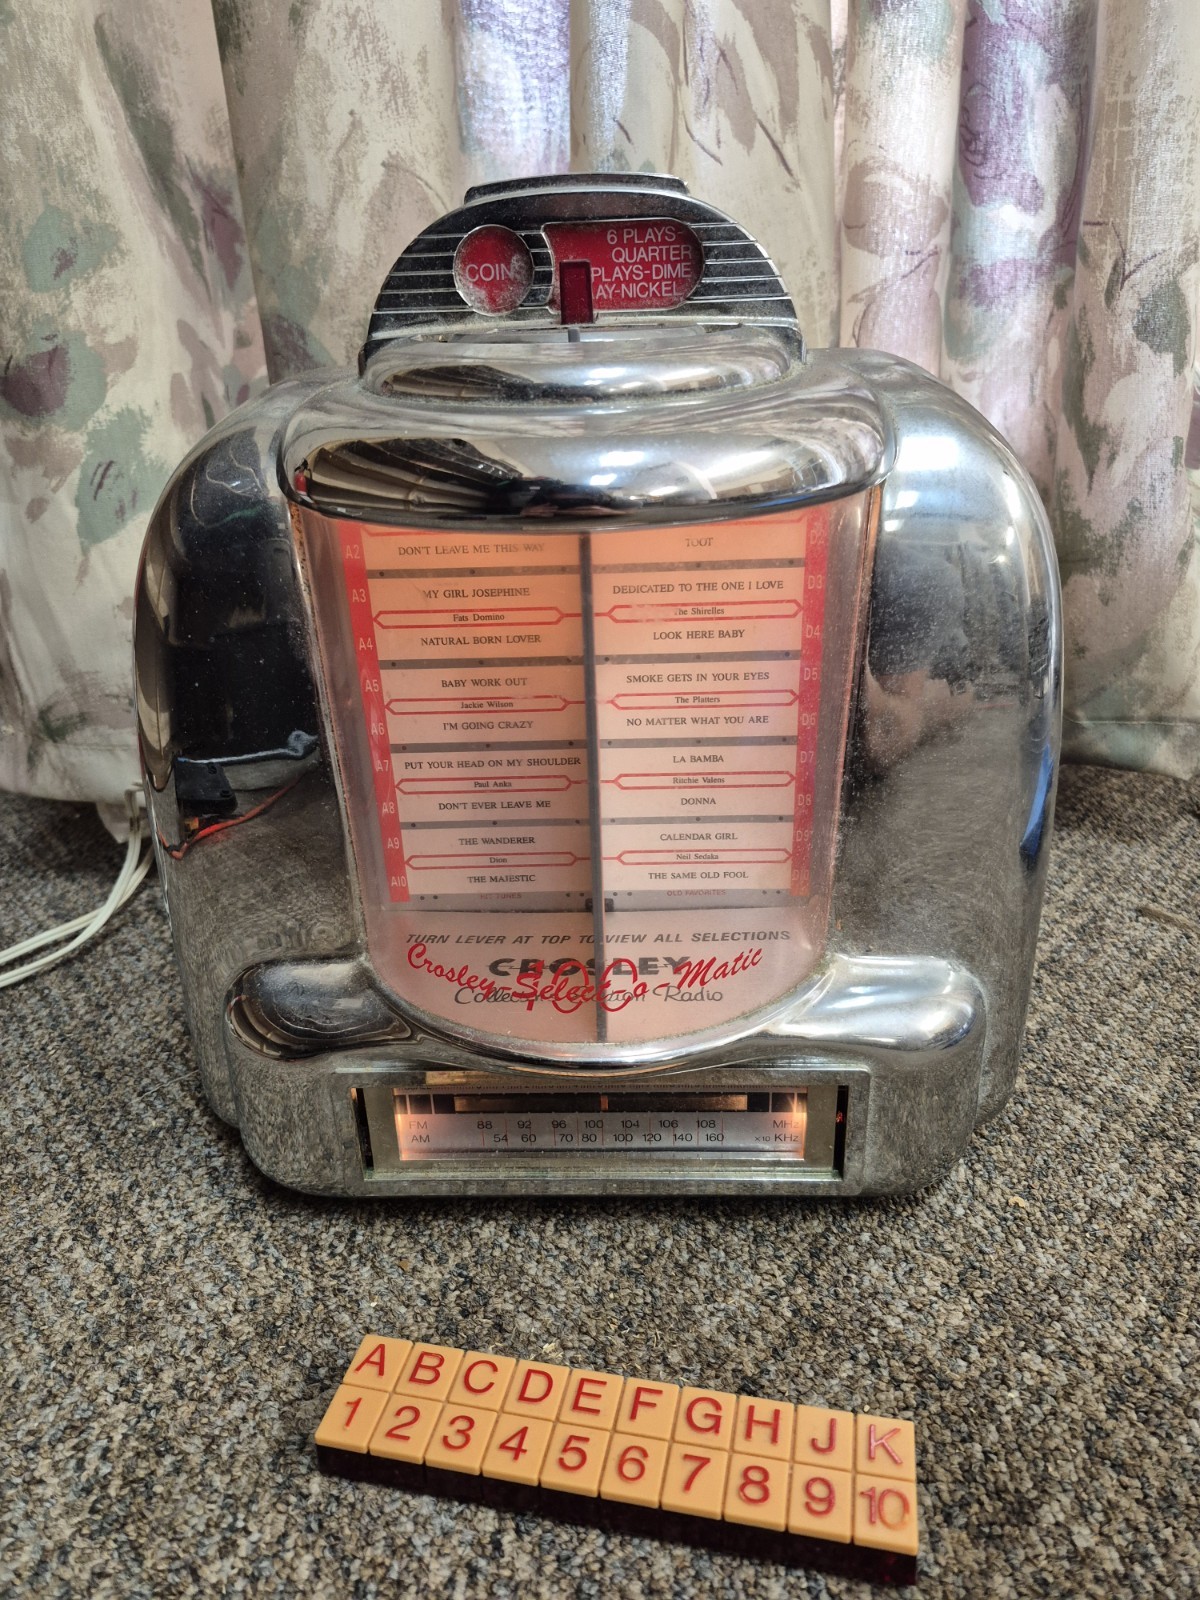 COIN
6 PLAYS-
QUARTER
PLAYS-DIME
AY-NICKEL
A2 DON'T LEAVE ME THIS WAY
A3 MY GIRL JOSEPHINE
Fats Domino
A4 NATURAL BORN LOVER
A5 BABY WORK OUT
Jackie Wilson
A6 I'M GOING CRAZY
A7 PUT YOUR HEAD ON MY SHOULDER
Paul Anka
A8 DON'T EVER LEAVE ME
A9 THE WANDERER
Dion
A10 THE MAJESTIC
HIT TUNES
TOOT D2
DEDICATED TO THE ONE I LOVE D3
The Shirelles
LOOK HERE BABY D4
SMOKE GETS IN YOUR EYES D5
The Platters
NO MATTER WHAT YOU ARE D6
LA BAMBA D7
Ritchie Valens
DONNA D8
CALENDAR GIRL D9
Neil Sedaka
THE SAME OLD FOOL D10
OLD FAVORITES
TURN LEVER AT TOP TO VIEW ALL SELECTIONS
CROSLEY
Crosley-Select-o-Matic
100
Radio
FM 88 92 96 100 104 106 108 MHz
AM 54 60 70 80 100 120 140 160 x10 KHz
A B C D E F G H J K
1 2 3 4 5 6 7 8 9 10